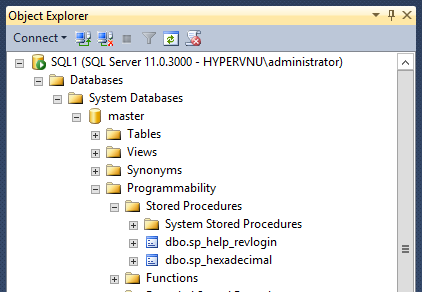 Object Explorer
Connect
SQL1 (SQL Server 11.0.3000 - HYPERVNU\administrator)
Databases
System Databases
master
Tables
Views
Synonyms
Programmability
Stored Procedures
System Stored Procedures
dbo.sp_help_revlogin
dbo.sp_hexadecimal
Functions